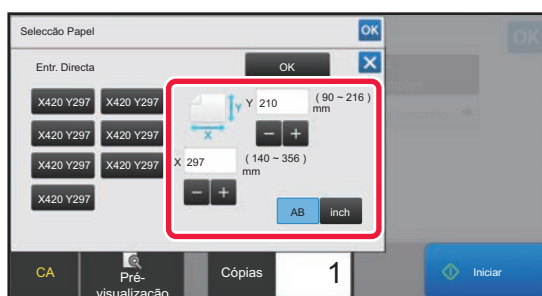 Seleccão Papel
OK
Entr. Directa
OK
X420 Y297
X420 Y297
Y
Y 210
( 90 ~ 216 )
mm
X420 Y297
X420 Y297
X
X420 Y297
X420 Y297
X 297
( 140 ~ 356 )
mm
X420 Y297
AB
inch
CA
Pré-
visualização
Cópias
1
Iniciar
OK